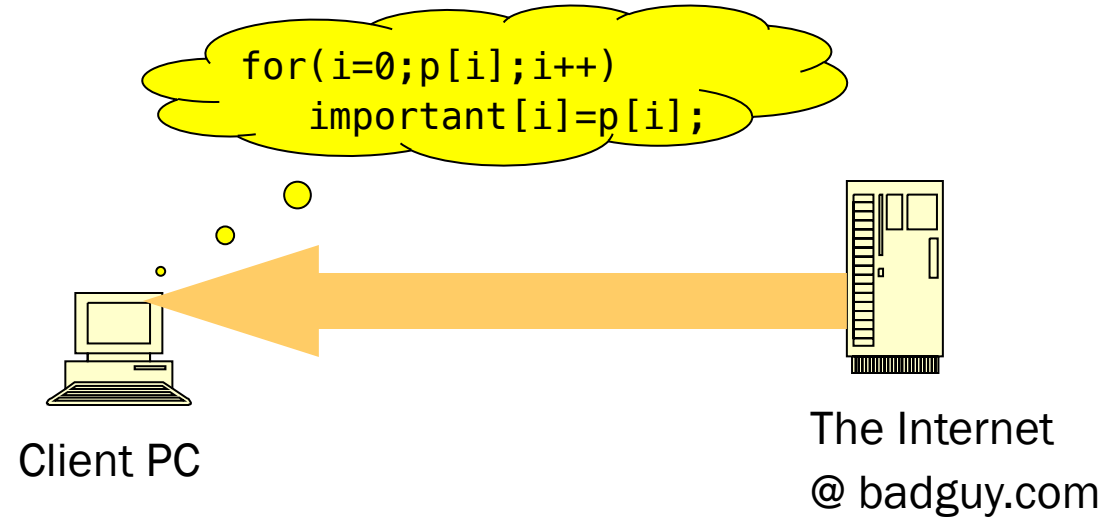 for(i=0;p[i];i++)
important[i]=p[i];
Client PC
The Internet
@ badguy.com